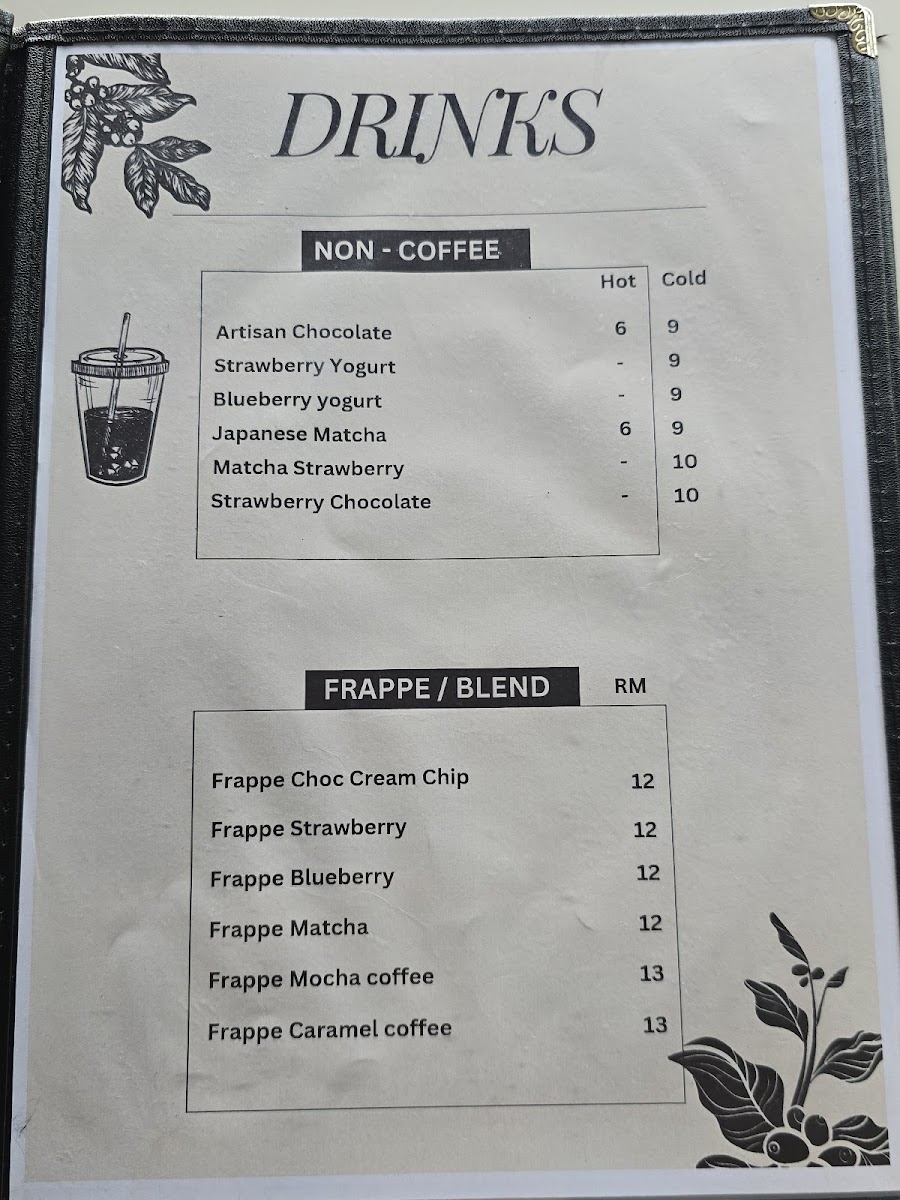 DRINKS
NON - COFFEE
Hot Cold
Artisan Chocolate 6 9
Strawberry Yogurt - 9
Blueberry yogurt - 9
Japanese Matcha 6 9
Matcha Strawberry - 10
Strawberry Chocolate - 10
FRAPPE / BLEND RM
Frappe Choc Cream Chip 12
Frappe Strawberry 12
Frappe Blueberry 12
Frappe Matcha 12
Frappe Mocha coffee 13
Frappe Caramel coffee 13